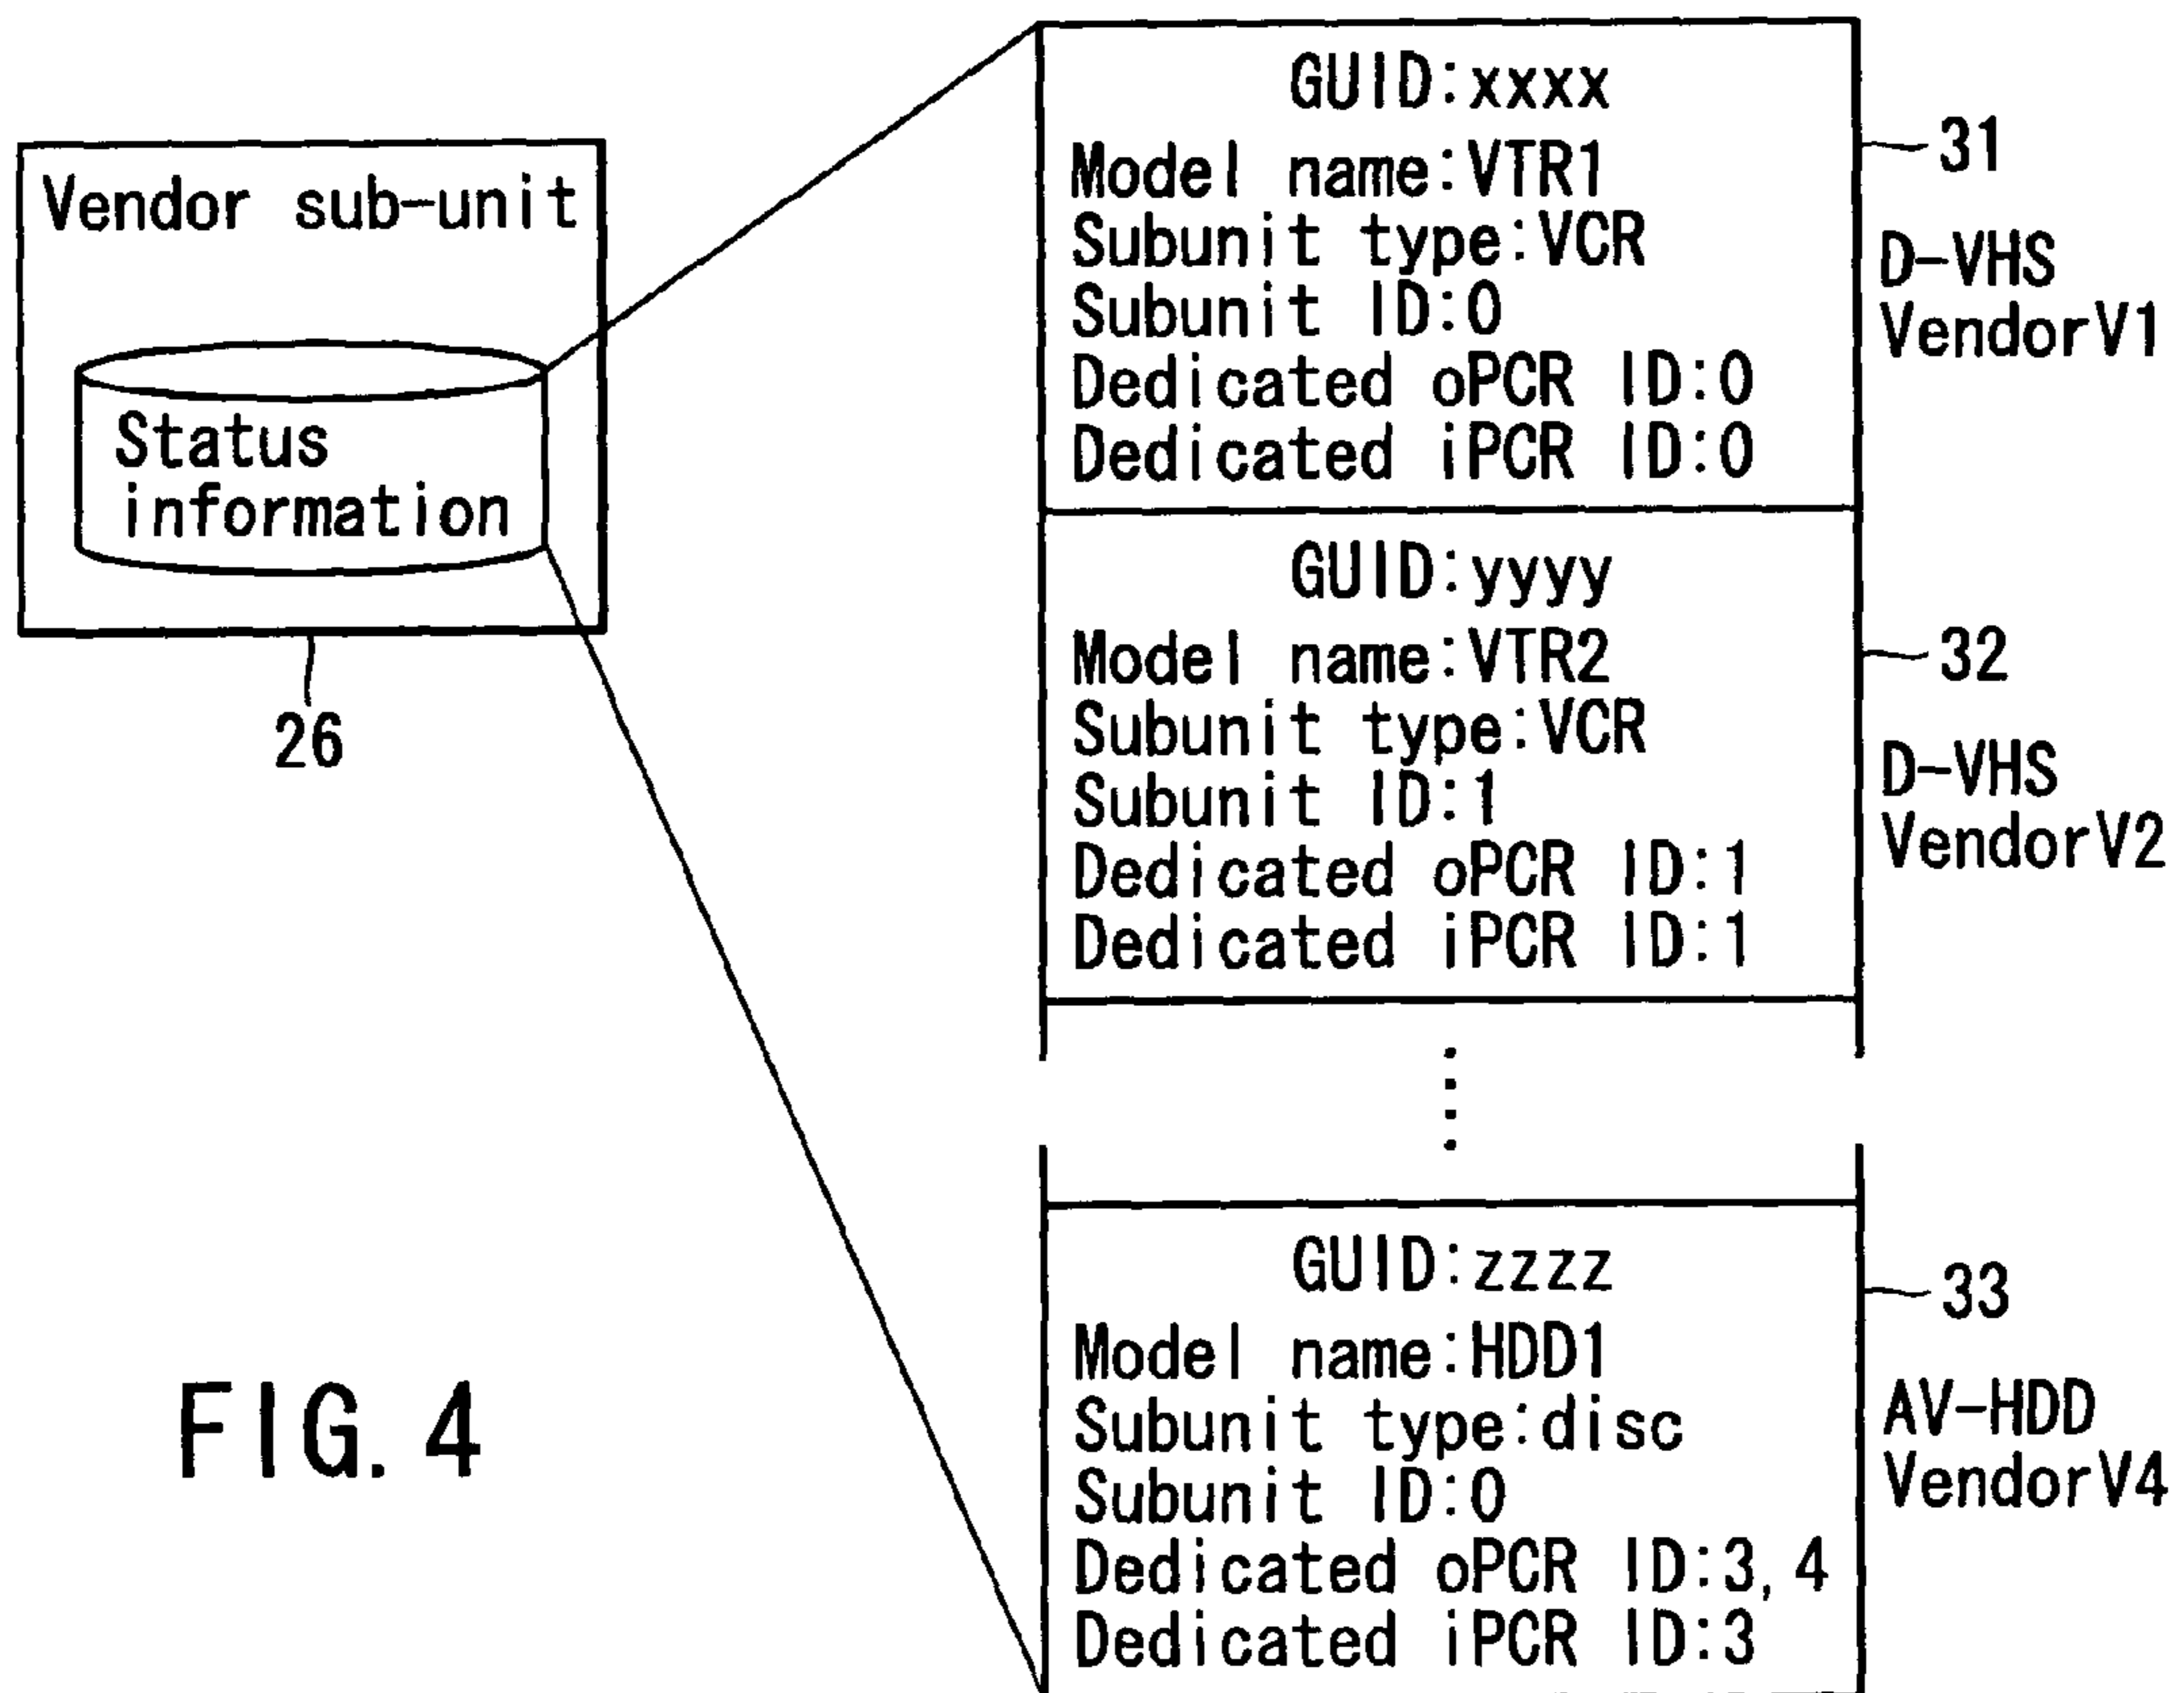 Vendor sub-unit
Status
information
26
GUID:xxxx
Model name:VTR1
Subunit type:VCR
Subunit ID:0
Dedicated oPCR ID:0
Dedicated iPCR ID:0
31
D-VHS
VendorV1
GUID:yyyy
Model name:VTR2
Subunit type:VCR
Subunit ID:1
Dedicated oPCR ID:1
Dedicated iPCR ID:1
32
D-VHS
VendorV2
GUID:zzzz
Model name:HDD1
Subunit type:disc
Subunit ID:0
Dedicated oPCR ID:3, 4
Dedicated iPCR ID:3
33
AV-HDD
VendorV4
FIG. 4